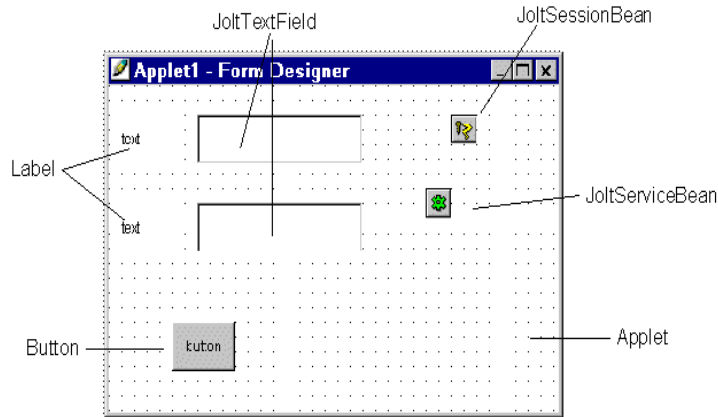 JoltTextField
JoltSessionBean
Applet1 - Form Designer
text
Label
JoltServiceBean
text
Button
button
Applet